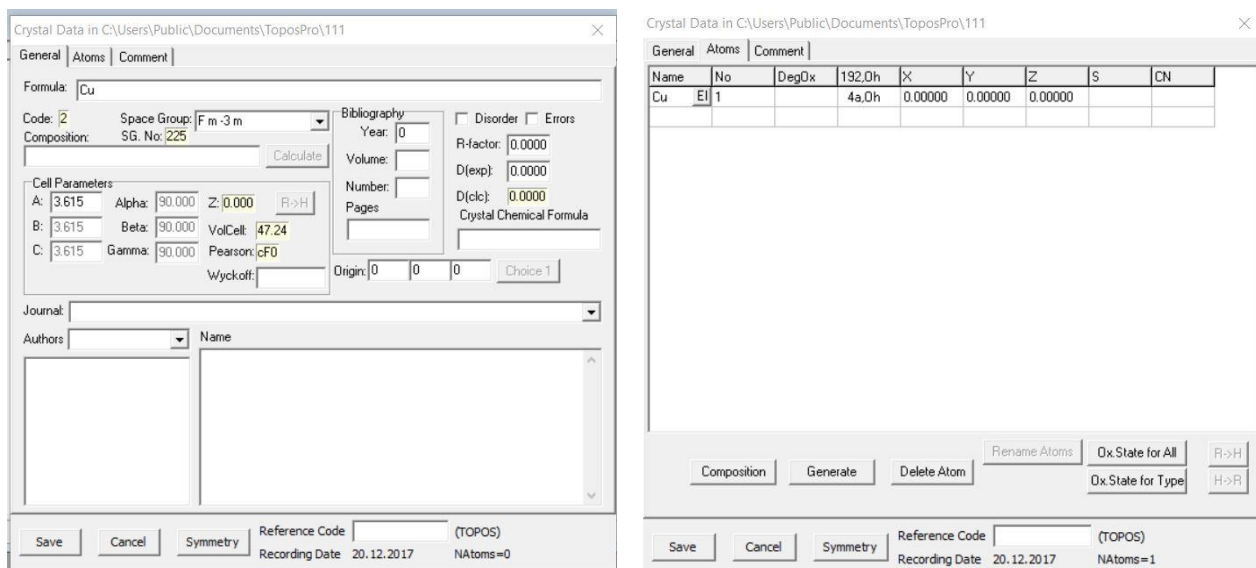 Crystal Data in C:\Users\Public\Documents\ToposPro\111
General Atoms Comment
Formula: Cu
Code: 2 Space Group: F m -3 m
Composition: SG. No: 225
Calculate
Bibliography
Year: 0
Volume:
Number:
Pages
Disorder Errors
R-factor: 0.0000
D(exp): 0.0000
D(clc): 0.0000
Crystal Chemical Formula
Cell Parameters
A: 3.615 Alpha: 90.000 Z: 0.000 R->H
B: 3.615 Beta: 90.000 VolCell: 47.24
C: 3.615 Gamma: 90.000 Pearson: cF0
Wyckoff:
Origin: 0 0 0 Choice 1
Journal:
Authors Name
Save Cancel Symmetry Reference Code (TOPOS)
Recording Date 20.12.2017 NAtoms=0
Crystal Data in C:\Users\Public\Documents\ToposPro\111
General Atoms Comment
Name No DegOx 192,Oh X Y Z S CN
Cu El 1 4a,Oh 0.00000 0.00000 0.00000
Composition Generate Delete Atom Rename Atoms Ox.State for All R->H
Ox.State for Type H->R
Save Cancel Symmetry Reference Code (TOPOS)
Recording Date 20.12.2017 NAtoms=1